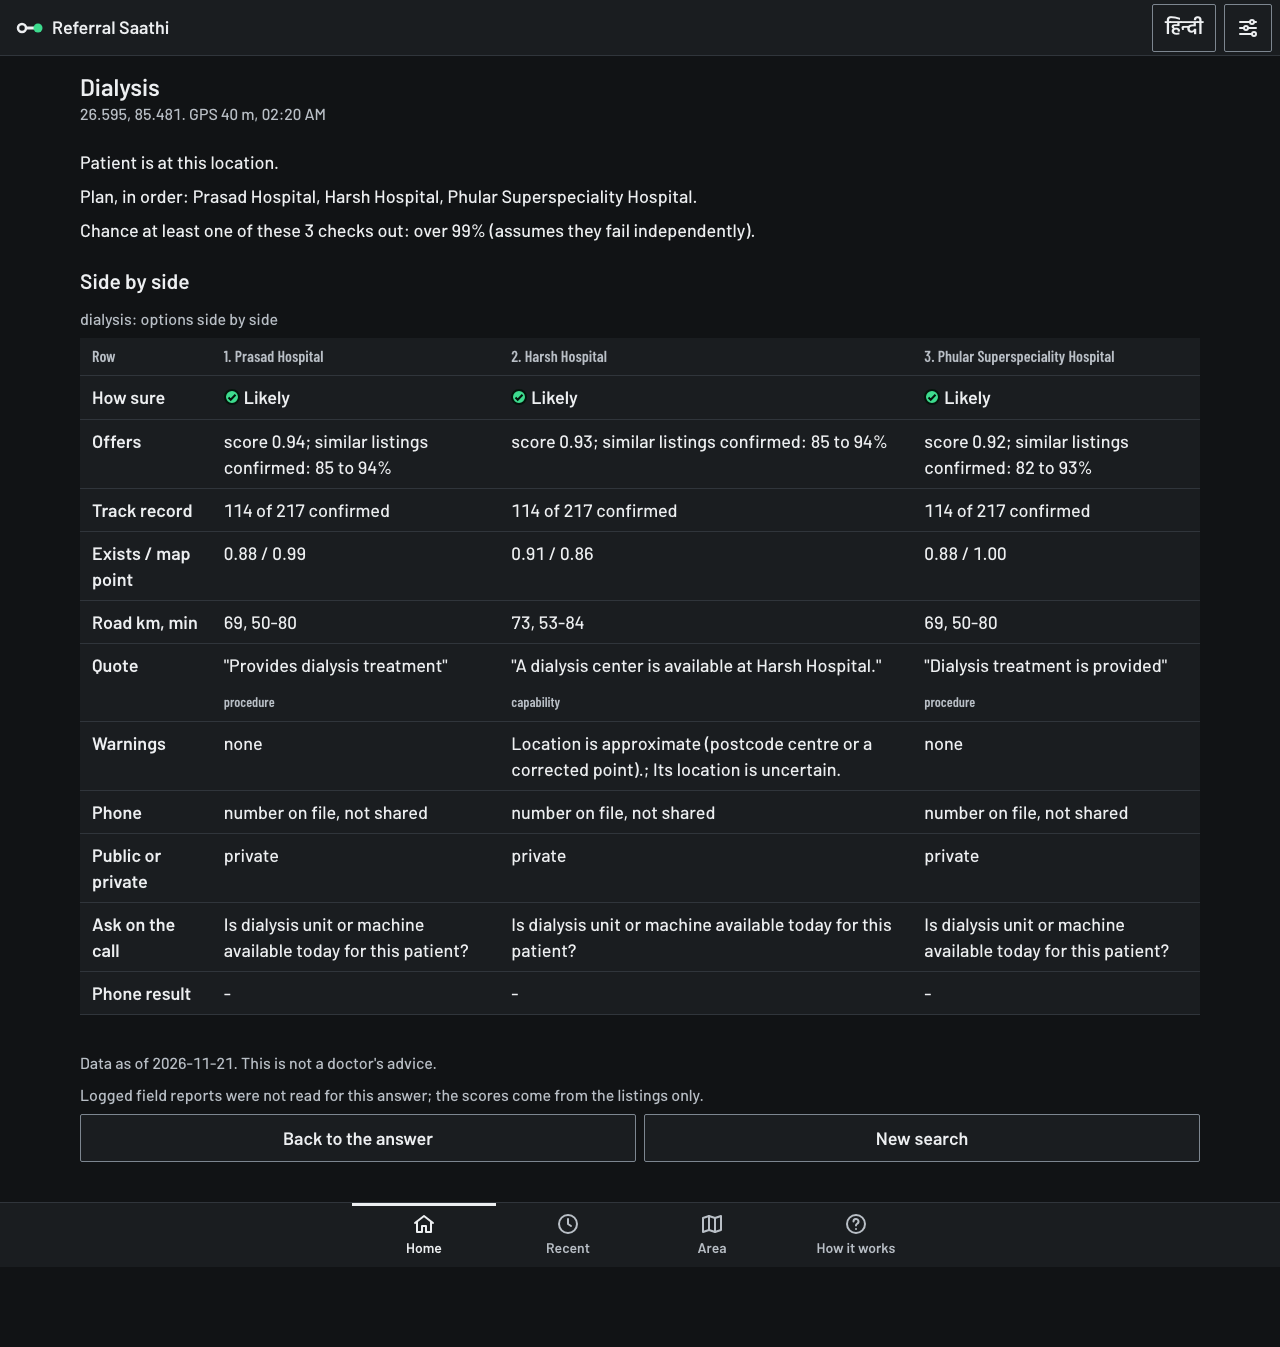 Referral Saathi
हिन्दी
Dialysis
26.595, 85.481. GPS 40 m, 02:20 AM
Patient is at this location.
Plan, in order: Prasad Hospital, Harsh Hospital, Phular Superspeciality Hospital.
Chance at least one of these 3 checks out: over 99% (assumes they fail independently).
Side by side
dialysis: options side by side
Row 1. Prasad Hospital 2. Harsh Hospital 3. Phular Superspeciality Hospital
How sure Likely Likely Likely
Offers score 0.94; similar listings score 0.93; similar listings confirmed: 85 to 94% score 0.92; similar listings
confirmed: 85 to 94% confirmed: 82 to 93%
Track record 114 of 217 confirmed 114 of 217 confirmed 114 of 217 confirmed
Exists / map 0.88 / 0.99 0.91 / 0.86 0.88 / 1.00
point
Road km, min 69, 50-80 73, 53-84 69, 50-80
Quote "Provides dialysis treatment" "A dialysis center is available at Harsh Hospital." "Dialysis treatment is provided"
procedure capability procedure
Warnings none Location is approximate (postcode centre or a none
corrected point).; Its location is uncertain.
Phone number on file, not shared number on file, not shared number on file, not shared
Public or private private private
private
Ask on the Is dialysis unit or machine Is dialysis unit or machine available today for this Is dialysis unit or machine
call available today for this patient? patient? available today for this patient?
Phone result - - -
Data as of 2026-11-21. This is not a doctor's advice.
Logged field reports were not read for this answer; the scores come from the listings only.
Back to the answer New search
Home Recent Area How it works